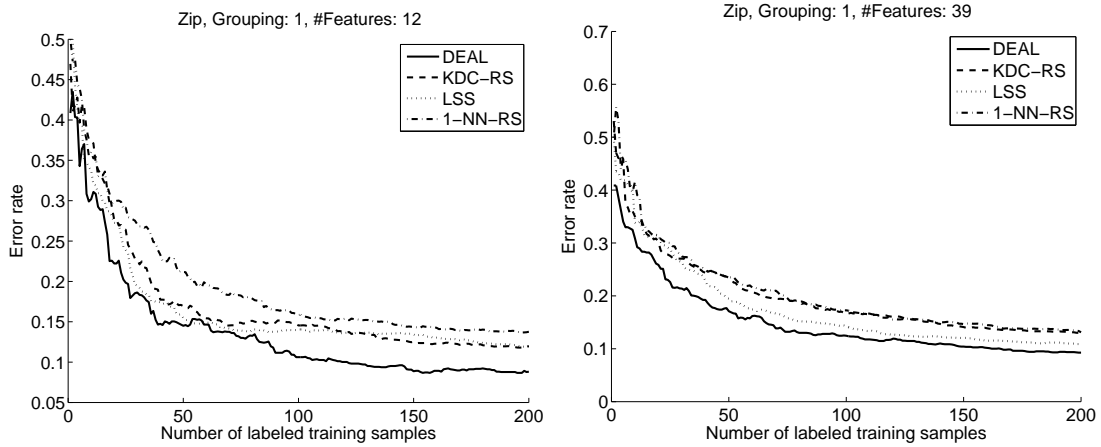 Zip, Grouping: 1, #Features: 12
0.5
0.45
0.4
0.35
0.3
0.25
0.2
0.15
0.1
0.05
Error rate
DEAL
KDC-RS
LSS
1-NN-RS
0
50
100
150
200
Number of labeled training samples
Zip, Grouping: 1, #Features: 39
0.7
0.6
0.5
0.4
0.3
0.2
0.1
0
Error rate
DEAL
KDC-RS
LSS
1-NN-RS
0
50
100
150
200
Number of labeled training samples